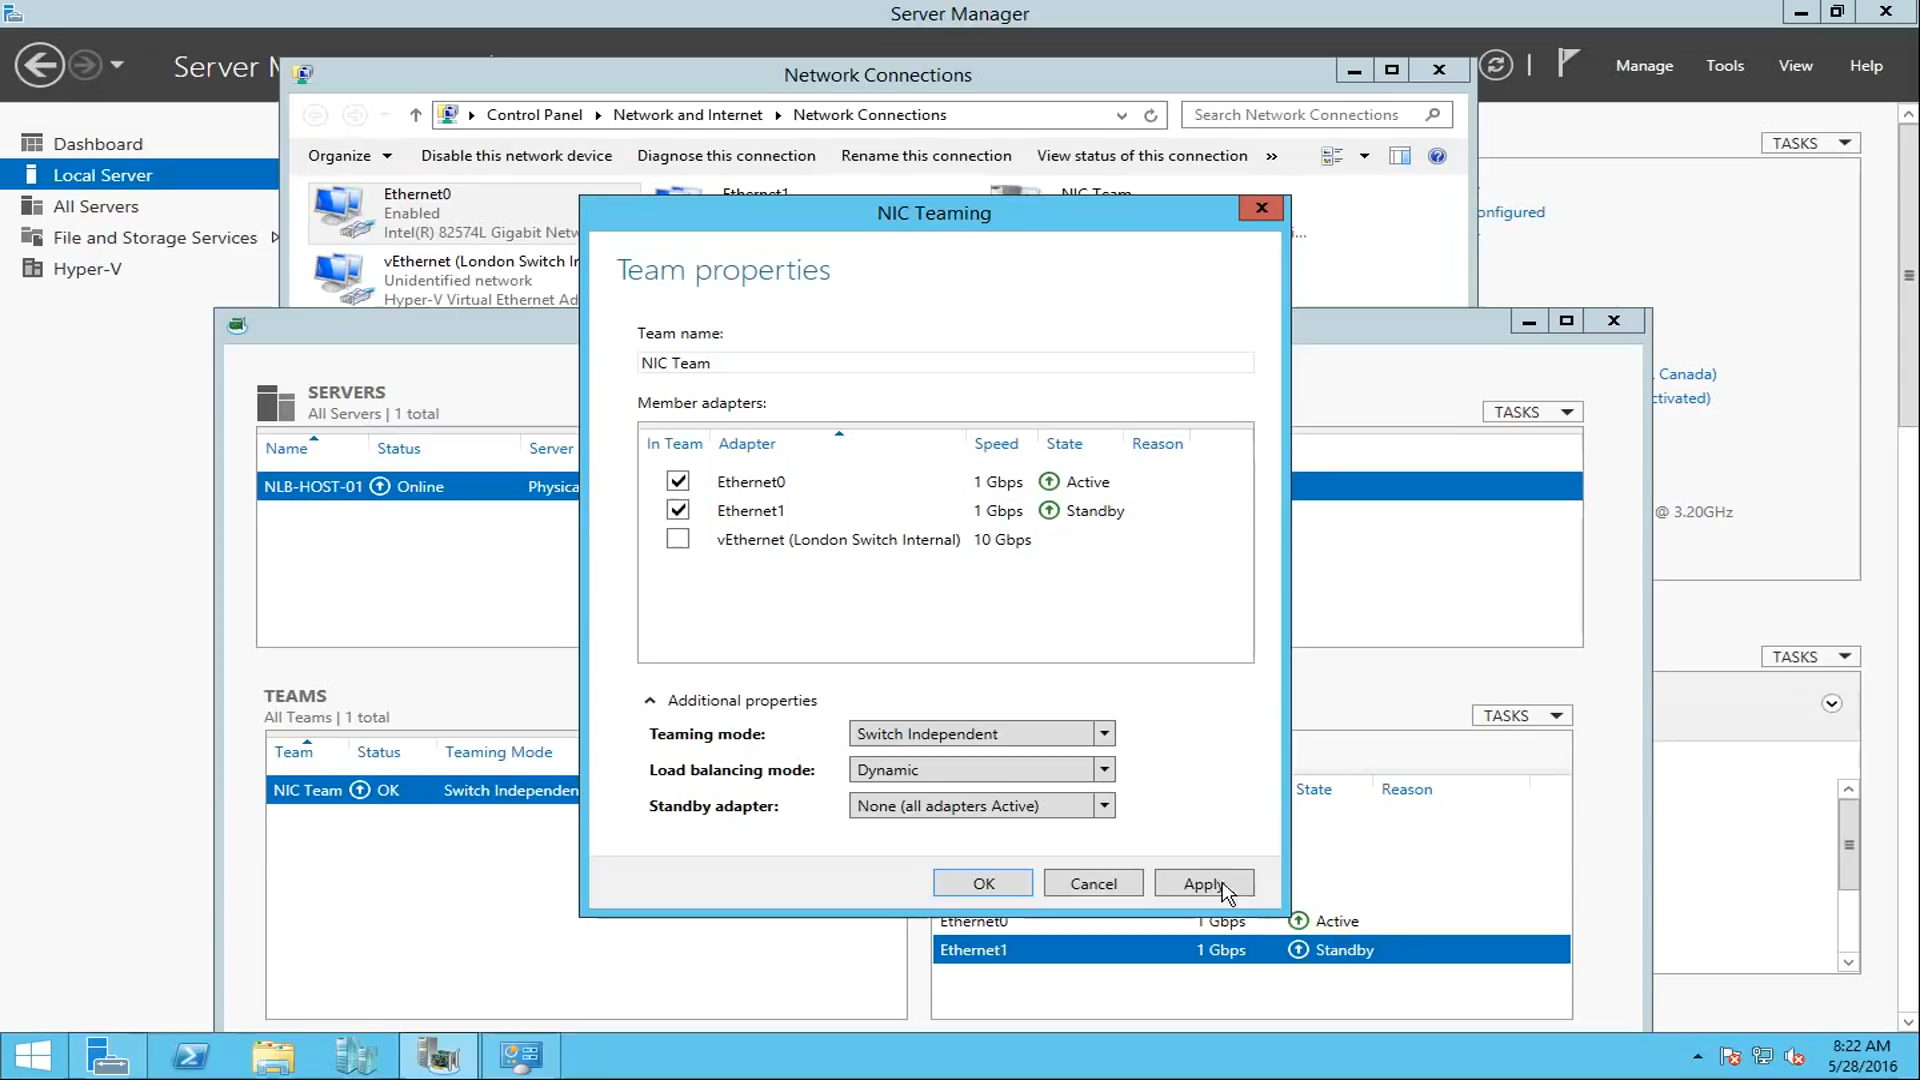 Server Manager
Server M
Manage
Tools
View
Help
Network Connections
Control Panel
Network and Internet
Network Connections
Search Network Connections
Organize
Disable this network device
Diagnose this connection
Rename this connection
View status of this connection
»
Dashboard
Local Server
All Servers
File and Storage Services
Hyper-V
Ethernet0
Enabled
Intel(R) 82574L Gigabit Netw
Ethernet1
NIC Team
i...
vEthernet (London Switch In
Unidentified network
Hyper-V Virtual Ethernet Ad
TASKS
onfigured
, Canada)
ctivated)
@ 3.20GHz
TASKS
NIC Teaming
Team properties
Team name:
NIC Team
Member adapters:
In Team
Adapter
Speed
State
Reason
Ethernet0
1 Gbps
Active
Ethernet1
1 Gbps
Standby
vEthernet (London Switch Internal)
10 Gbps
Additional properties
Teaming mode:
Switch Independent
Load balancing mode:
Dynamic
Standby adapter:
None (all adapters Active)
OK
Cancel
Apply
SERVERS
All Servers | 1 total
TASKS
Name
Status
Server
NLB-HOST-01
Online
Physica
TEAMS
All Teams | 1 total
Team
Status
Teaming Mode
NIC Team
OK
Switch Independen
TASKS
State
Reason
Ethernet0
1 Gbps
Active
Ethernet1
1 Gbps
Standby
8:22 AM
5/28/2016